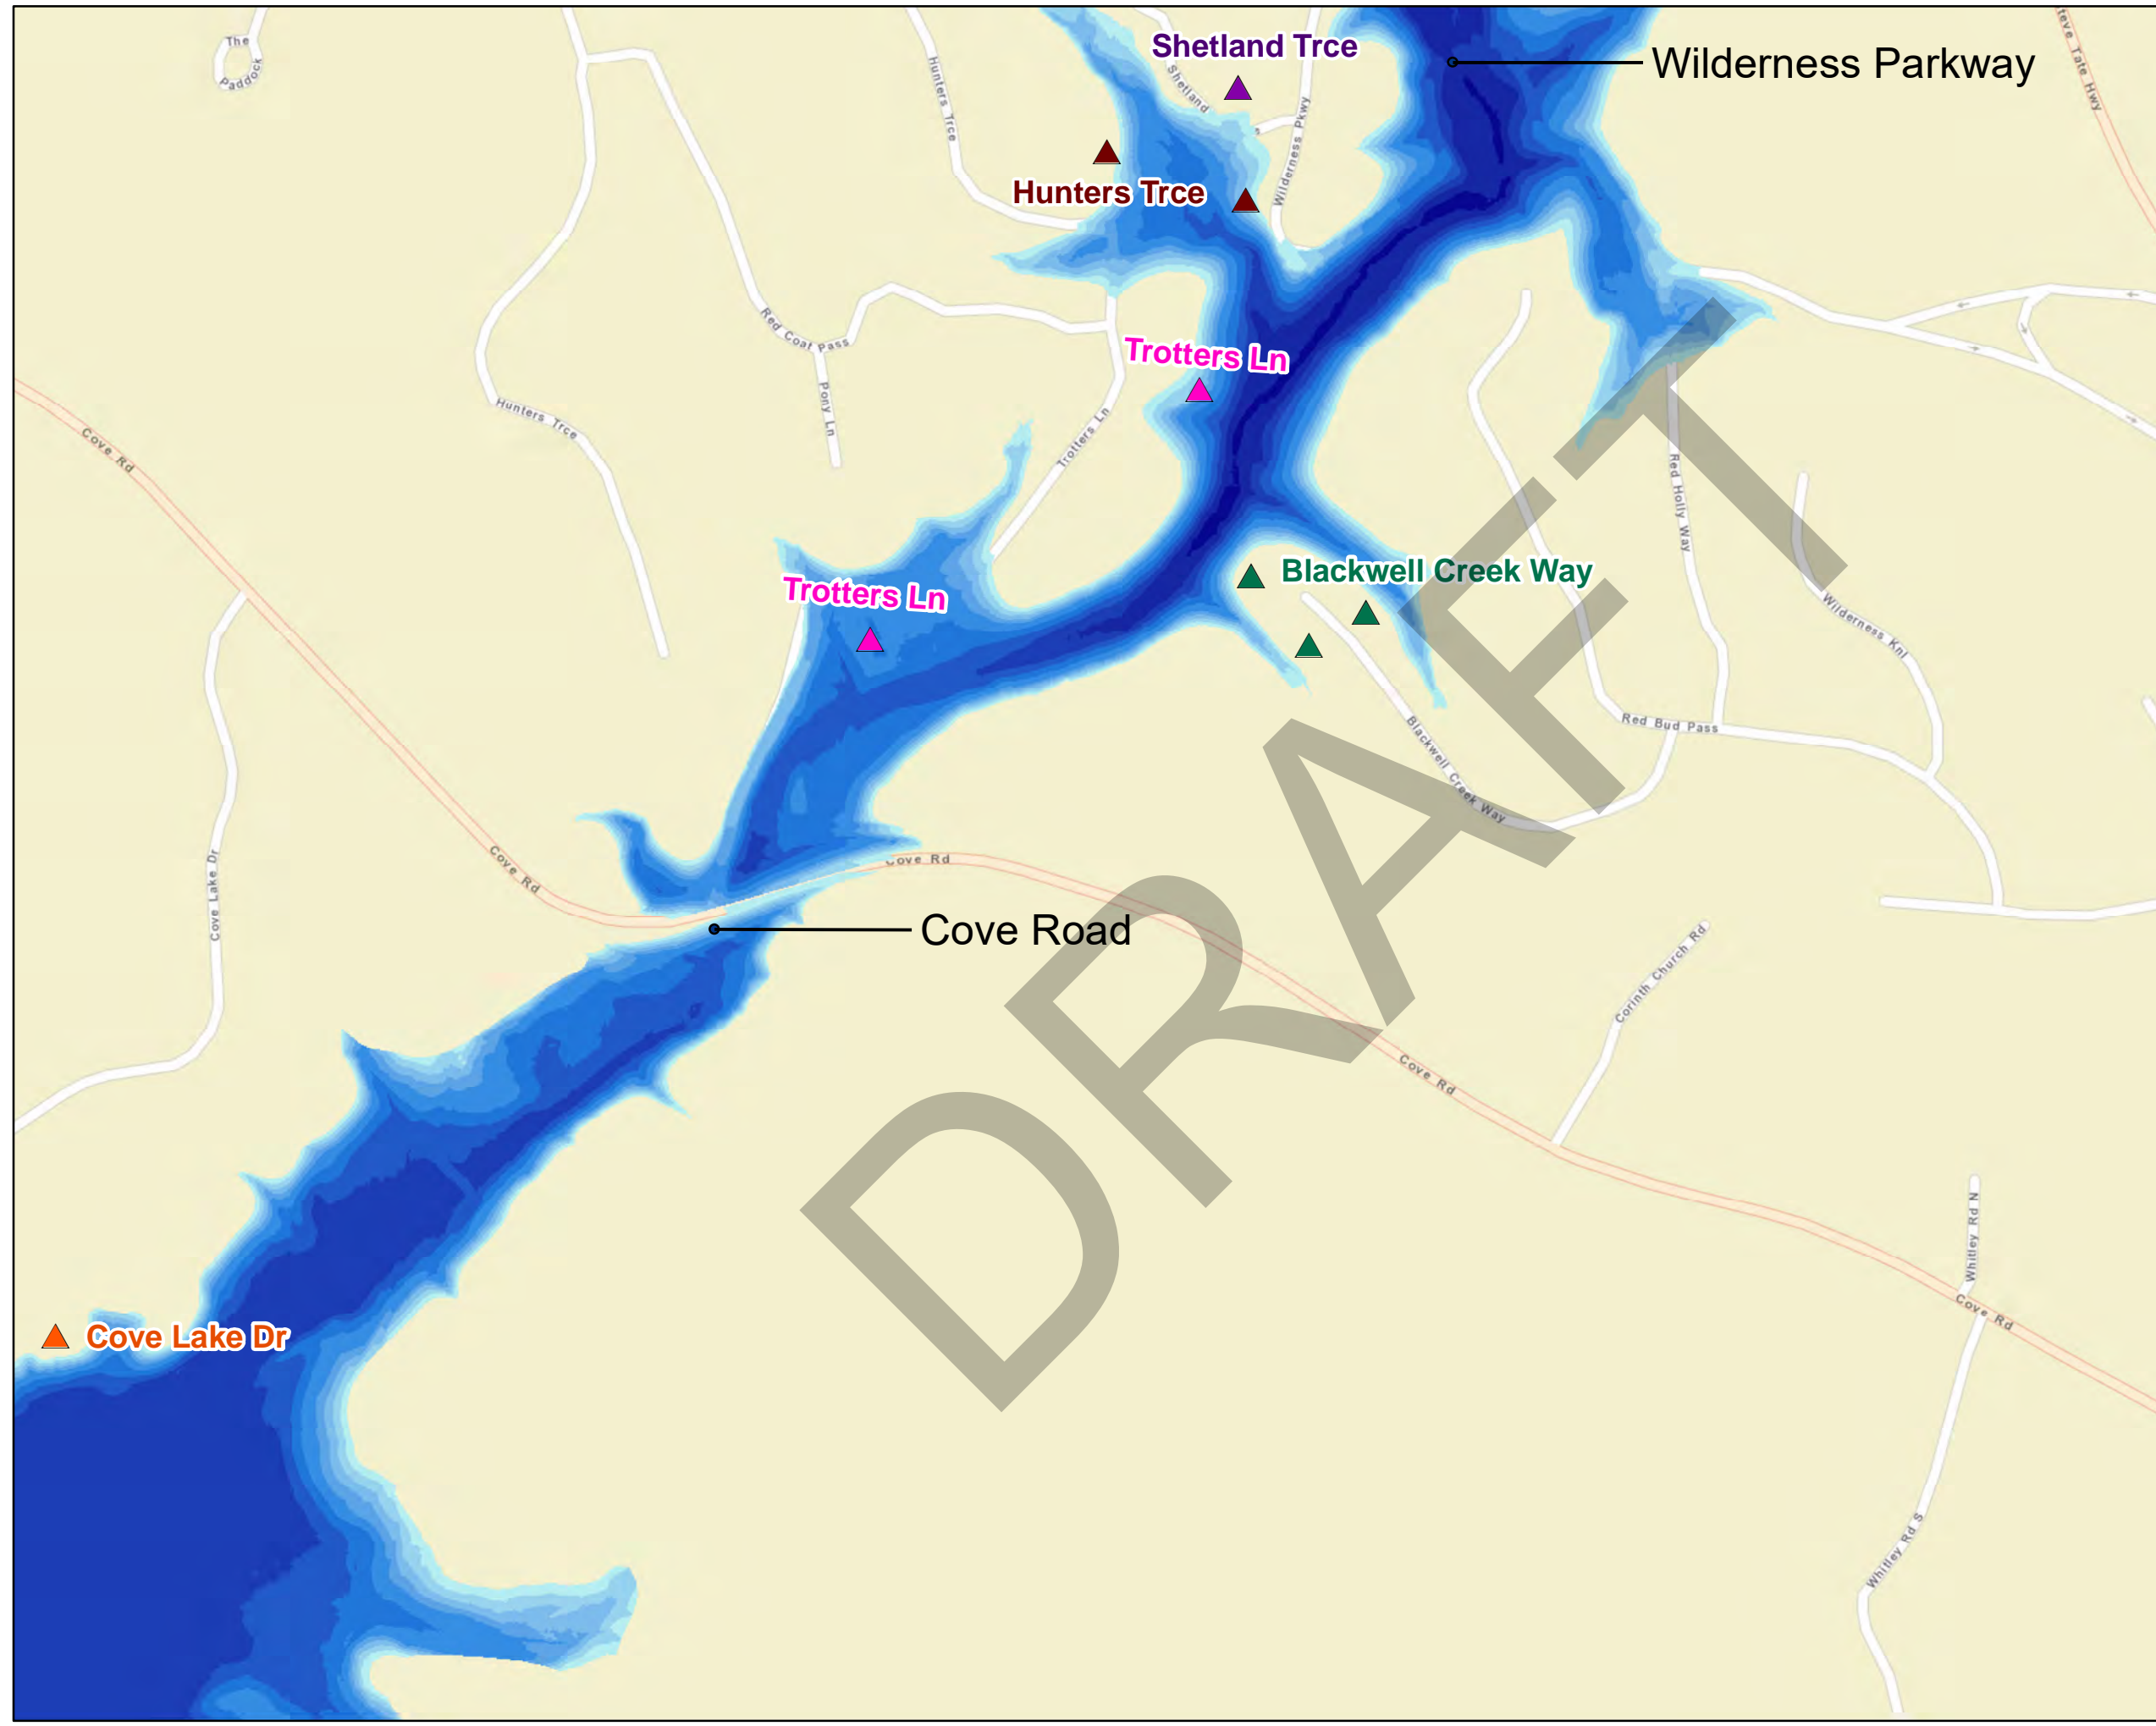 The
Paddock
Shetland Trce
Wilderness Parkway
teve Tate Hwy
Hunters Trce
Shetland
Wilderness Pkwy
Hunters Trce
Red Coat Pass
Trotters Ln
Pony Ln
Hunters Trce
Trotters Ln
Cove Rd
Red Holly Way
Blackwell Creek Way
Trotters Ln
Wilderness Knl
Red Bud Pass
Blackwell Creek Way
Cove Rd
Cove Rd
Cove Lake Dr
Cove Road
Corinth Church Rd
Cove Rd
DRAFT
Whitley Rd N
Cove Rd
Cove Lake Dr
Whitley Rd S